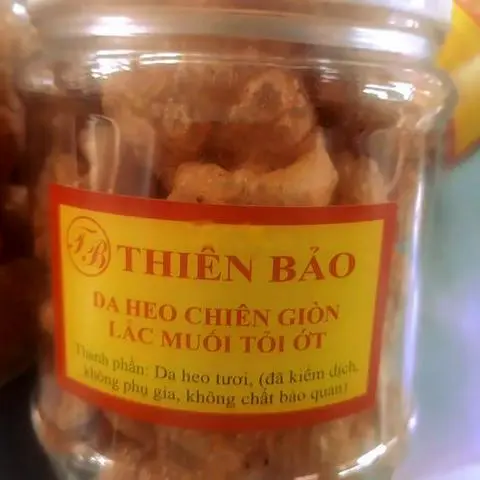 TB THIÊN BẢO
DA HEO CHIÊN GIÒN
LẮC MUỐI TỎI ỚT
Thành phần: Da heo tươi, (đã kiểm dịch,
không phụ gia, không chất bảo quản)